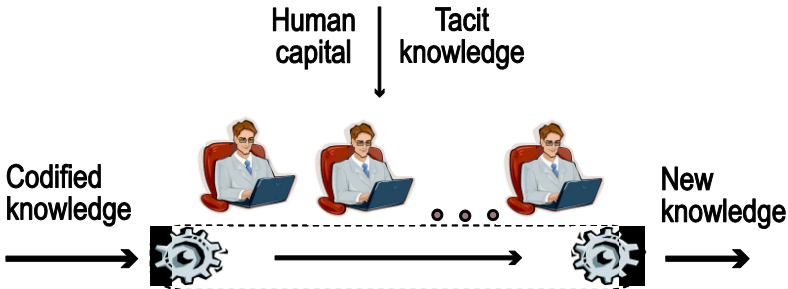 Human
capital
Tacit
knowledge
Codified
knowledge
New
knowledge